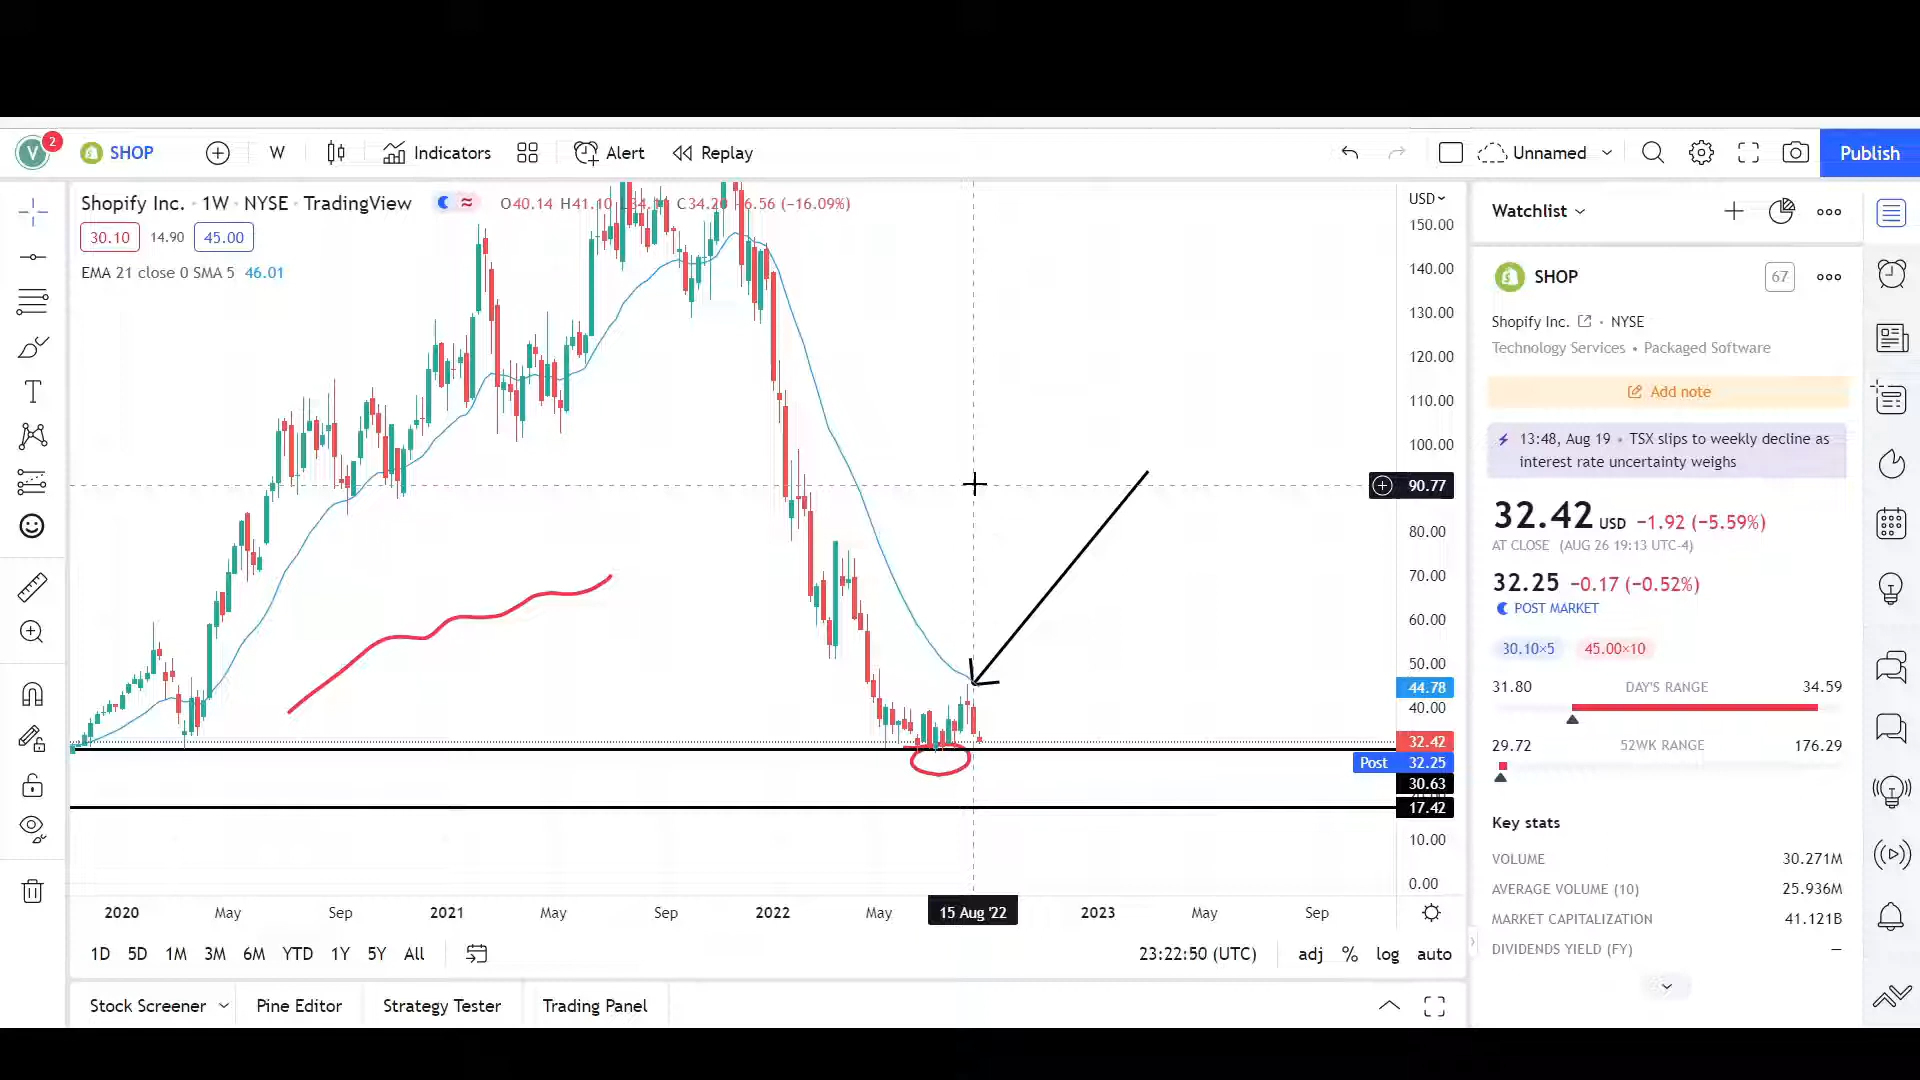 V 2 SHOP W Indicators Alert Replay Unnamed Publish
Shopify Inc. · 1W · NYSE · TradingView O40.14 H41.10 C34.20 −6.56 (−16.09%) USD
30.10 14.90 45.00
EMA 21 close 0 SMA 5 46.01
150.00
140.00
130.00
120.00
110.00
100.00
90.77
80.00
70.00
60.00
50.00
44.78
40.00
32.42
Post 32.25
30.63
17.42
10.00
0.00
2020 May Sep 2021 May Sep 2022 May 15 Aug '22 2023 May Sep
1D 5D 1M 3M 6M YTD 1Y 5Y All 23:22:50 (UTC) adj % log auto
Stock Screener Pine Editor Strategy Tester Trading Panel
Watchlist
SHOP 67
Shopify Inc. • NYSE
Technology Services • Packaged Software
Add note
13:48, Aug 19 • TSX slips to weekly decline as
interest rate uncertainty weighs
32.42 USD −1.92 (−5.59%)
AT CLOSE (AUG 26 19:13 UTC-4)
32.25 −0.17 (−0.52%)
POST MARKET
30.10×5 45.00×10
31.80 DAY'S RANGE 34.59
29.72 52WK RANGE 176.29
Key stats
VOLUME 30.271M
AVERAGE VOLUME (10) 25.936M
MARKET CAPITALIZATION 41.121B
DIVIDENDS YIELD (FY) —